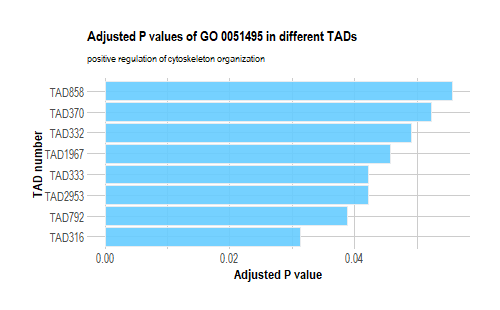 Adjusted P values of GO 0051495 in different TADs
positive regulation of cytoskeleton organization
TAD858
TAD370
TAD332
TAD1967
TAD333
TAD2953
TAD792
TAD316
TAD number
0.00 0.02 0.04
Adjusted P value